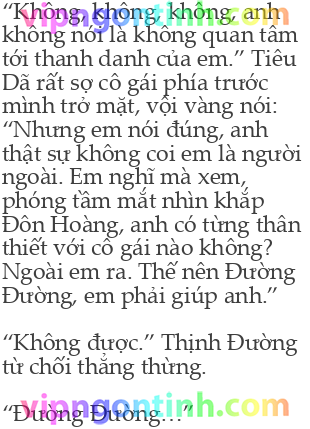 “Không, không, không, anh
không nói là không quan tâm
tới thanh danh của em.” Tiêu
Dã rất sợ cô gái phía trước
mình trở mặt, vội vàng nói:
“Nhưng em nói đúng, anh
thật sự không coi em là người
ngoài. Em nghĩ mà xem,
phóng tầm mắt nhìn khắp
Đôn Hoàng, anh có từng thân
thiết với cô gái nào không?
Ngoài em ra. Thế nên Đường
Đường, em phải giúp anh.”
“Không được.” Thịnh Đường
từ chối thẳng thừng.
“Đường Đường…”
vipngontinh.com
vipngontinh.com